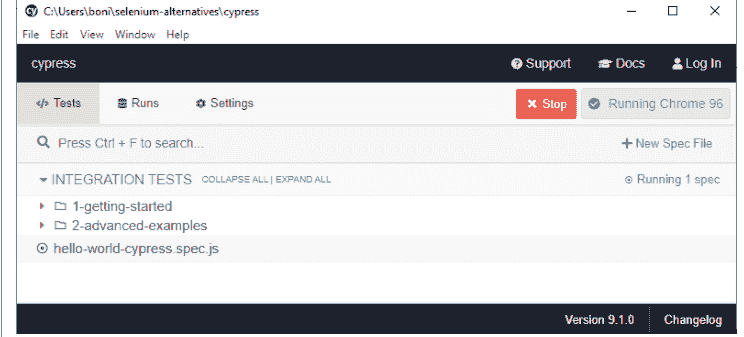 cy C:\Users\boni\selenium-alternatives\cypress
File Edit View Window Help
cypress Support Docs Log In
</> Tests Runs Settings Stop Running Chrome 96
Press Ctrl + F to search... New Spec File
INTEGRATION TESTS COLLAPSE ALL | EXPAND ALL Running 1 spec
1-getting-started
2-advanced-examples
hello-world-cypress.spec.js
Version 9.1.0 Changelog